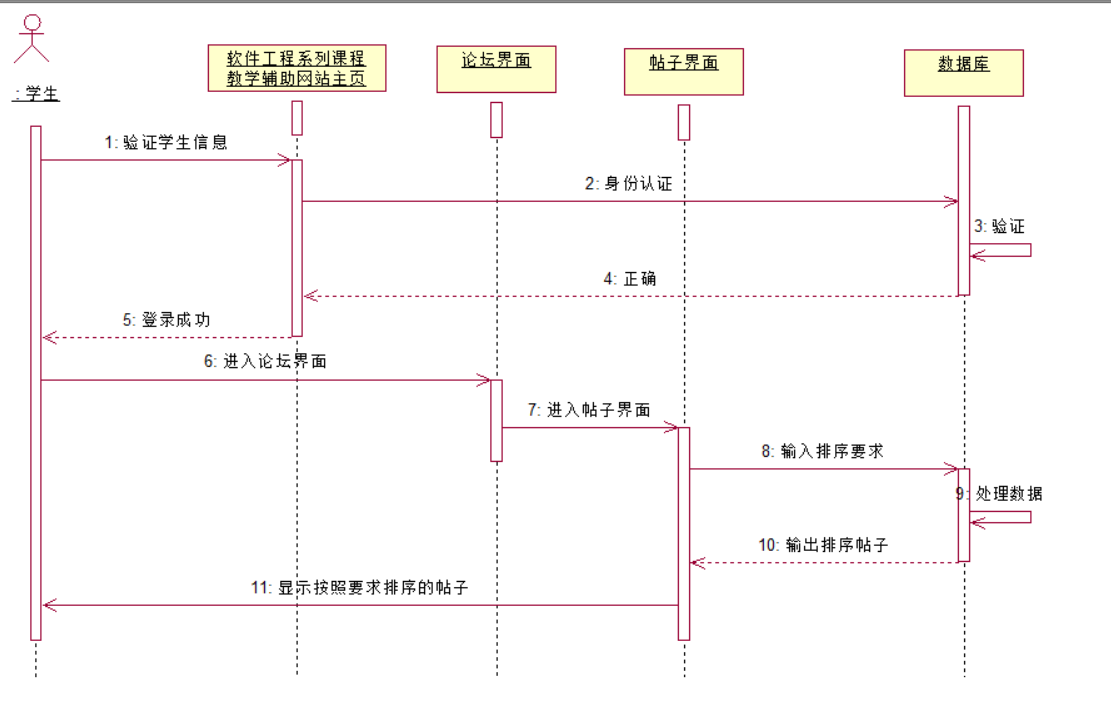 : 学生
软件工程系列课程
教学辅助网站主页
论坛界面
帖子界面
数据库
1: 验证学生信息
2: 身份认证
3: 验证
4: 正确
5: 登录成功
6: 进入论坛界面
7: 进入帖子界面
8: 输入排序要求
9: 处理数据
10: 输出排序帖子
11: 显示按照要求排序的帖子